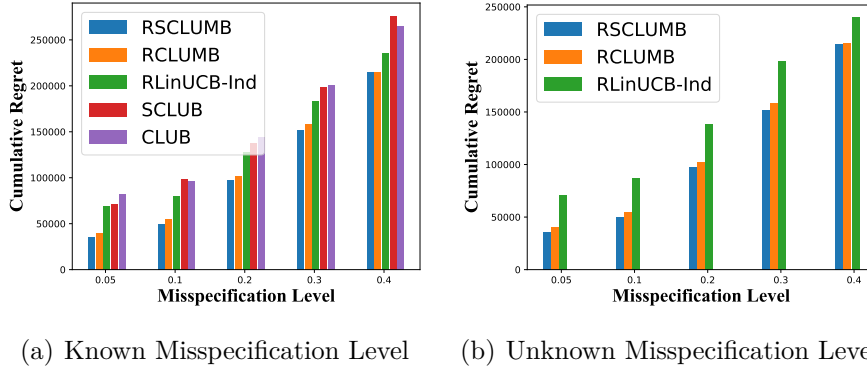 RSCLUMB
RCLUMB
RLinUCB-Ind
SCLUB
CLUB
Cumulative Regret
250000
200000
150000
100000
50000
0
0.05 0.1 0.2 0.3 0.4
Misspecification Level
(a) Known Misspecification Level
RSCLUMB
RCLUMB
RLinUCB-Ind
Cumulative Regret
250000
200000
150000
100000
50000
0
0.05 0.1 0.2 0.3 0.4
Misspecification Level
(b) Unknown Misspecification Leve